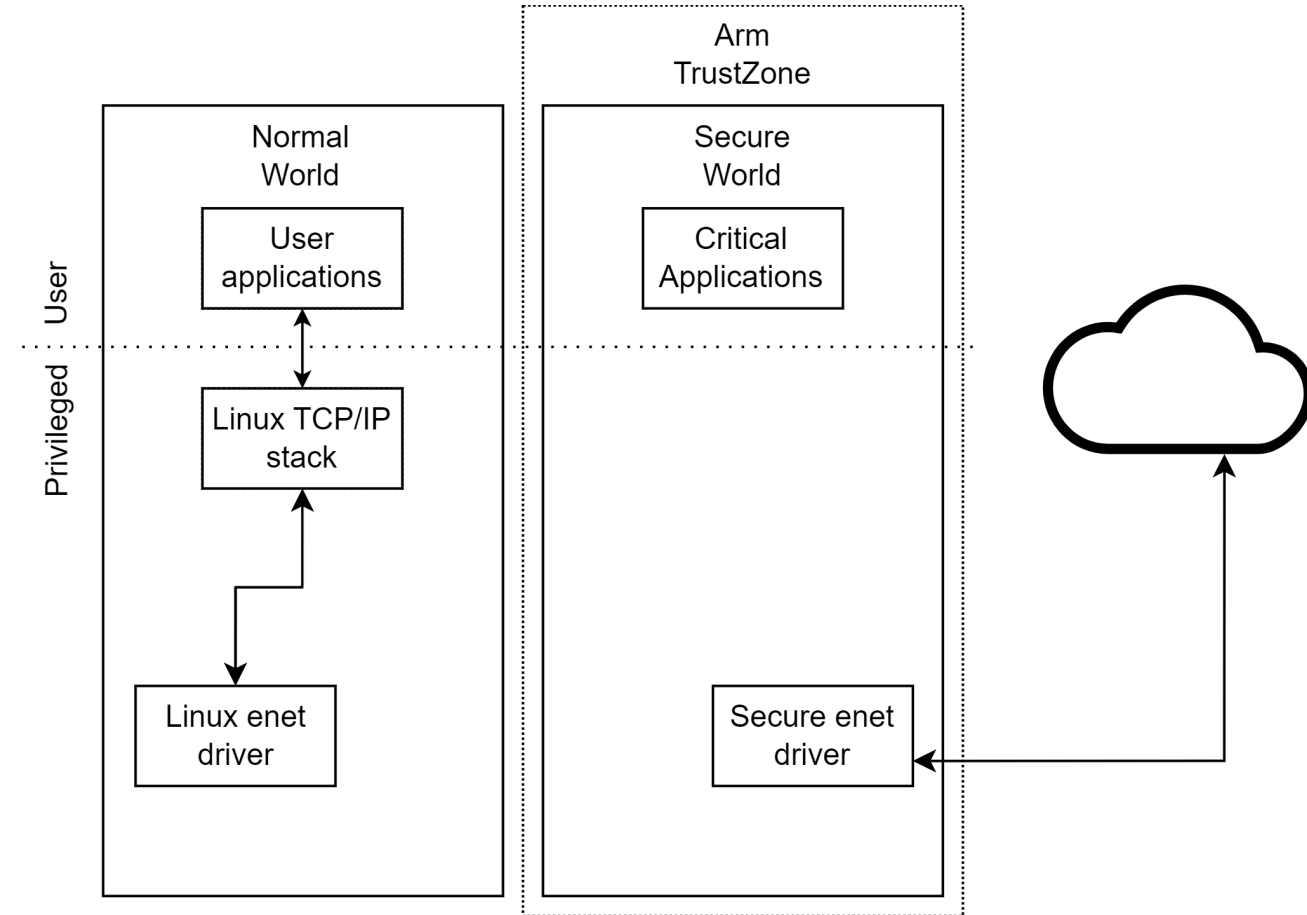 Arm
TrustZone
Normal
World
Secure
World
User
applications
Critical
Applications
User
Privileged
Linux TCP/IP
stack
Linux enet
driver
Secure enet
driver